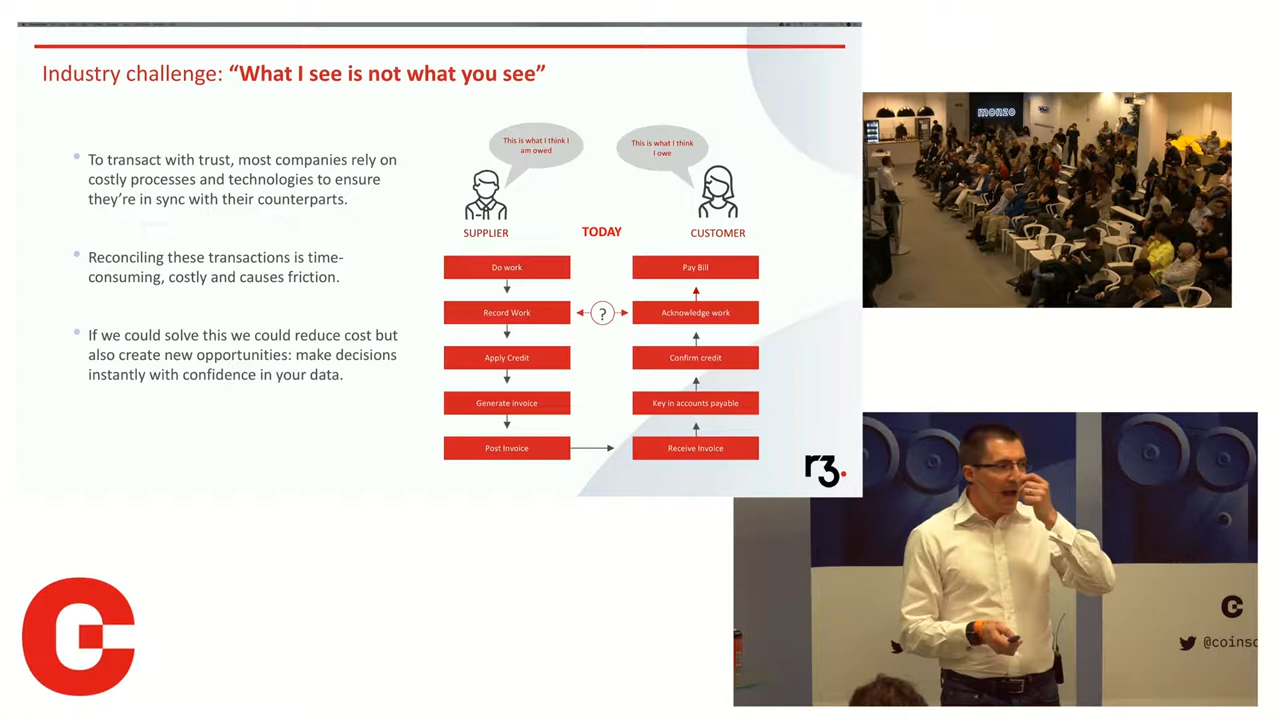 Industry challenge: “What I see is not what you see”
To transact with trust, most companies rely on
costly processes and technologies to ensure
they’re in sync with their counterparts.
Reconciling these transactions is time-
consuming, costly and causes friction.
If we could solve this we could reduce cost but
also create new opportunities: make decisions
instantly with confidence in your data.
This is what I think I
am owed
This is what I think
I owe
SUPPLIER
TODAY
CUSTOMER
Do work
Pay Bill
Record Work
?
Acknowledge work
Apply Credit
Confirm credit
Generate invoice
Key in accounts payable
Post Invoice
Receive Invoice
r3.
monzo
@coinsc